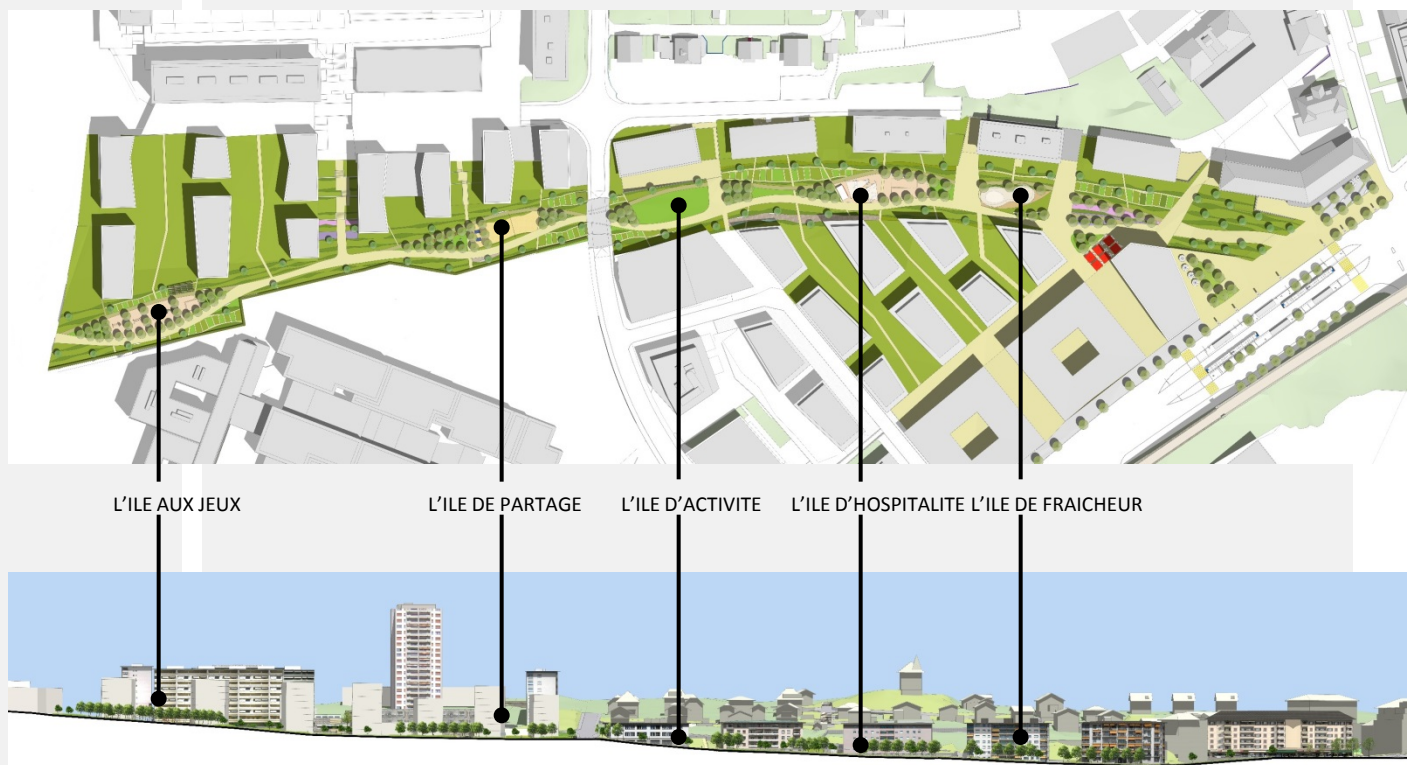 L'ILE AUX JEUX
L'ILE DE PARTAGE
L'ILE D'ACTIVITE
L'ILE D'HOSPITALITE
L'ILE DE FRAICHEUR